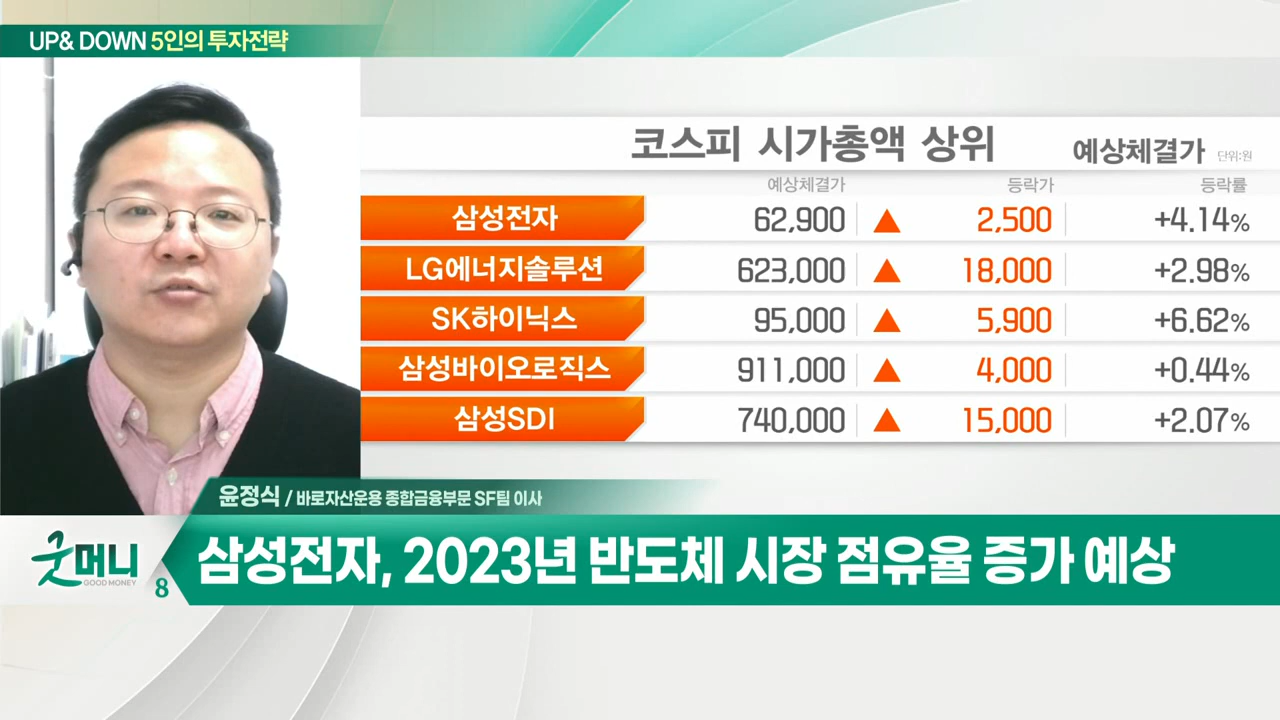 UP& DOWN 5인의 투자전략
코스피 시가총액 상위 예상체결가 단위:원
예상체결가 등락가 등락률
삼성전자 62,900 ▲ 2,500 +4.14%
LG에너지솔루션 623,000 ▲ 18,000 +2.98%
SK하이닉스 95,000 ▲ 5,900 +6.62%
삼성바이오로직스 911,000 ▲ 4,000 +0.44%
삼성SDI 740,000 ▲ 15,000 +2.07%
윤정식 / 바로자산운용 종합금융부문 SF팀 이사
굿머니
GOOD MONEY
8
삼성전자, 2023년 반도체 시장 점유율 증가 예상